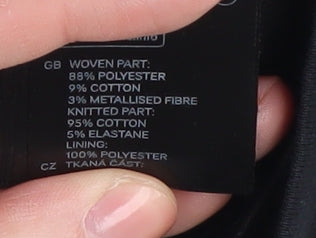 GB WOVEN PART:
88% POLYESTER
9% COTTON
3% METALLISED FIBRE
KNITTED PART:
95% COTTON
5% ELASTANE
LINING:
100% POLYESTER
CZ TKANÁ ČÁST: